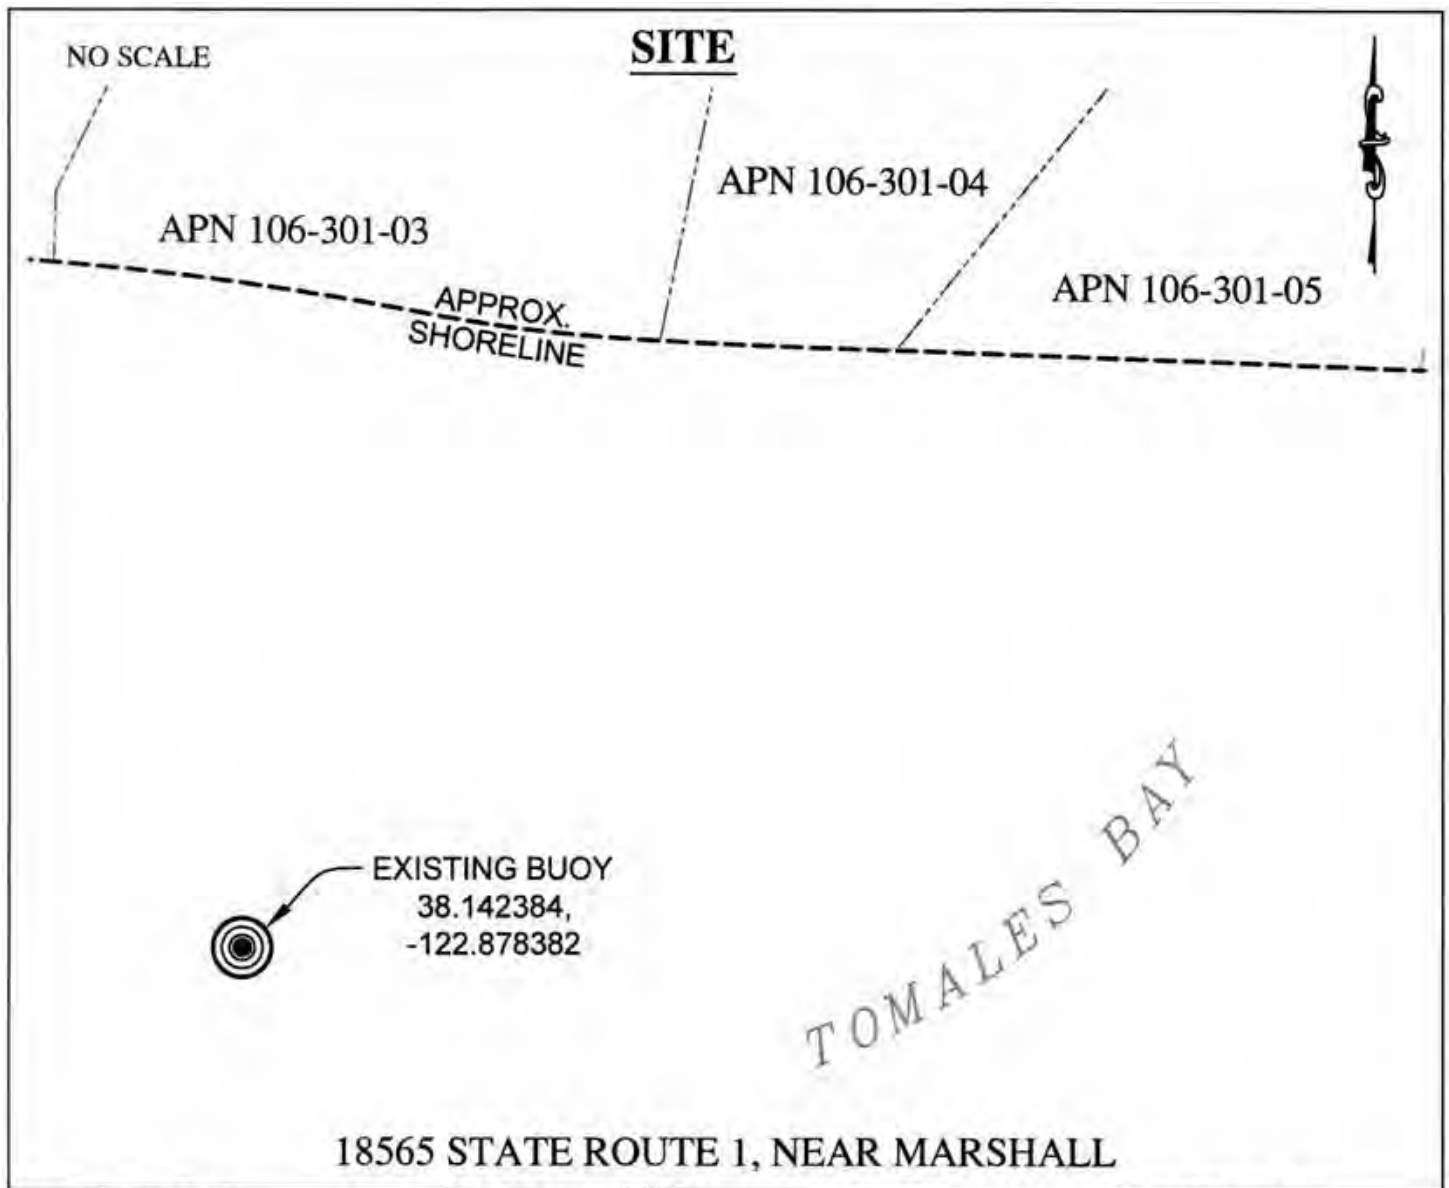 SITE
NO SCALE
APN 106-301-03
APN 106-301-04
APN 106-301-05
APPROX.
SHORELINE
EXISTING BUOY
38.142384,
-122.878382
TOMALES BAY
18565 STATE ROUTE 1, NEAR MARSHALL